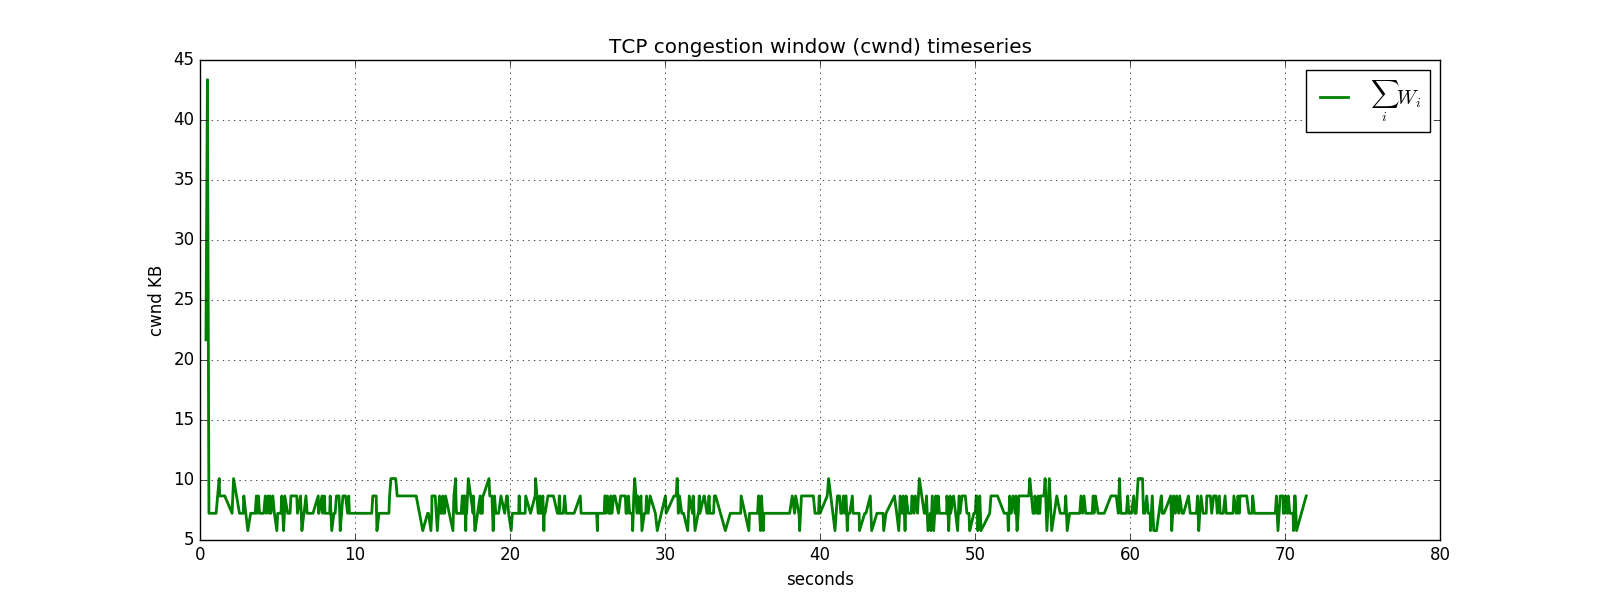 TCP congestion window (cwnd) timeseries
45
40
35
30
25
20
15
10
5
cwnd KB
0 10 20 30 40 50 60 70 80
seconds
∑ W_i
i